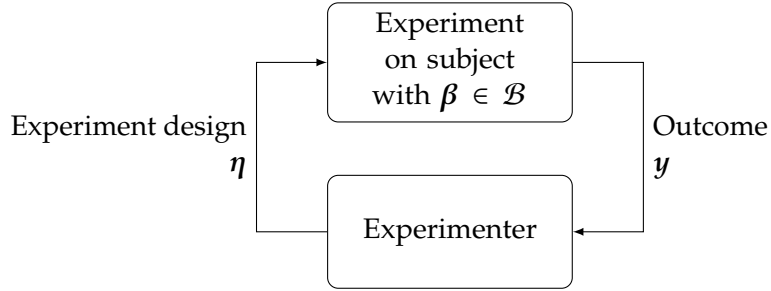 Experiment
on subject
with β ∈ ℬ
Experiment design
η
Outcome
y
Experimenter